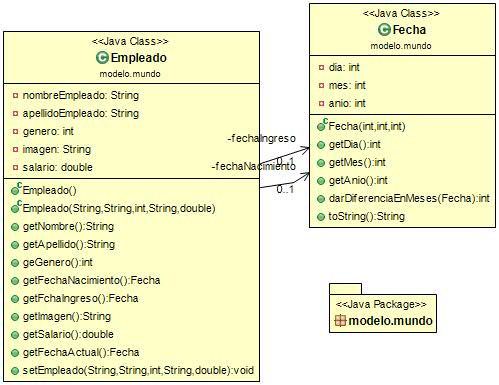 <<Java Class>>
Empleado
modelo.mundo
nombreEmpleado: String
apellidoEmpleado: String
genero: int
imagen: String
salario: double
Empleado()
Empleado(String,String,int,String,double)
getNombre():String
getApellido():String
geGenero():int
getFechaNacimiento():Fecha
getFchaIngreso():Fecha
getImagen():String
getSalario():double
getFechaActual():Fecha
setEmpleado(String,String,int,String,double):void
-fechaIngreso
0..1
-fechaNacimiento
0..1
<<Java Class>>
Fecha
modelo.mundo
dia: int
mes: int
anio: int
Fecha(int,int,int)
getDia():int
getMes():int
getAnio():int
darDiferenciaEnMeses(Fecha):int
toString():String
<<Java Package>>
modelo.mundo